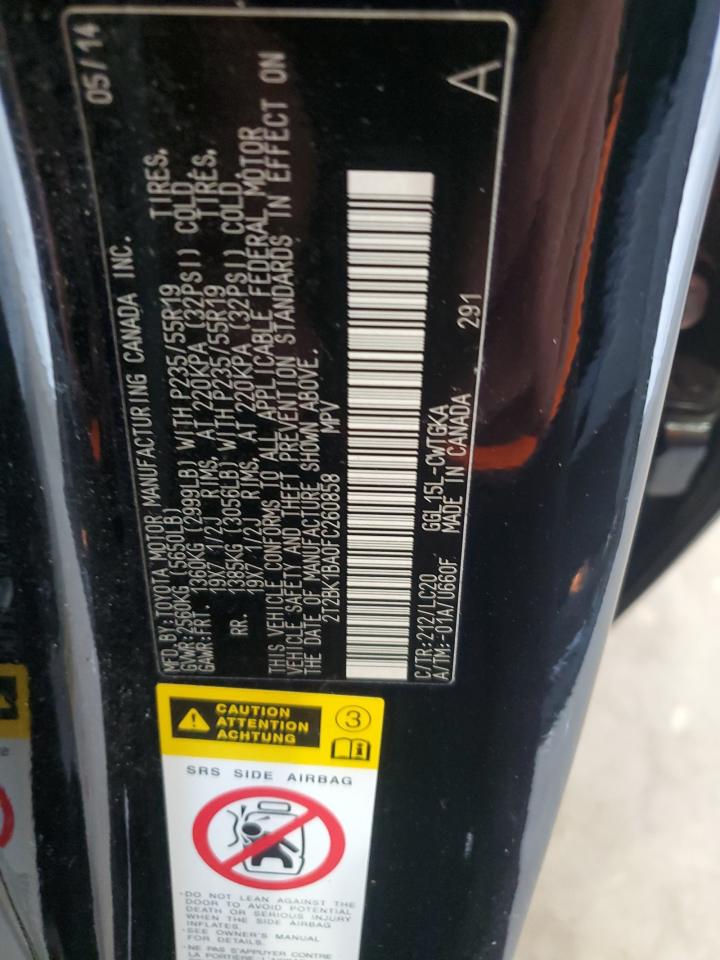 05/14
MFD.BY:TOYOTA MOTOR MANUFACTURING CANADA INC.
GVWR:2560KG (5650LB)
GAWR:FRT. 1360KG (2999LB) WITH P235/55R19 TIRES,
19X7 1/2J RIMS, AT 220KPA (32PSI) COLD
RR. 1385KG (3056LB) WITH P235/55R19 TIRES,
19X7 1/2J RIMS, AT 220KPA (32PSI) COLD.
THIS VEHICLE CONFORMS TO ALL APPLICABLE FEDERAL MOTOR
VEHICLE SAFETY AND THEFT PREVENTION STANDARDS IN EFFECT ON
THE DATE OF MANUFACTURE SHOWN ABOVE.
2T2BK1BA0FC260858 MPV
C/TR:212/LC20 GGL15L-CWTGKA
A/TM:-01A/U660F MADE IN CANADA 291
A
CAUTION
ATTENTION
ACHTUNG
3
SRS SIDE AIRBAG
·DO NOT LEAN AGAINST THE
DOOR TO AVOID POTENTIAL
DEATH OR SERIOUS INJURY
WHEN THE SIDE AIRBAG
INFLATES.
·SEE OWNER'S MANUAL
FOR DETAILS.
·NE PAS S'APPUYER CONTRE
LA PORTIÈRE